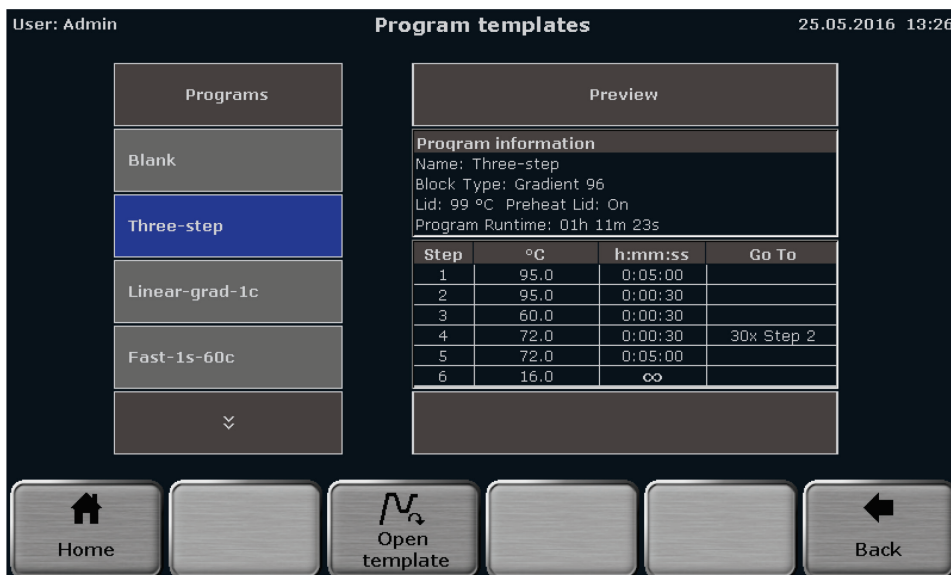 User: Admin
Program templates
25.05.2016 13:26
Programs
Blank
Three-step
Linear-grad-1c
Fast-1s-60c
Preview
Program information
Name: Three-step
Block Type: Gradient 96
Lid: 99 °C Preheat Lid: On
Program Runtime: 01h 11m 23s
Step °C h:mm:ss Go To
1 95.0 0:05:00
2 95.0 0:00:30
3 60.0 0:00:30
4 72.0 0:00:30 30x Step 2
5 72.0 0:05:00
6 16.0 ∞
Home
Open
template
Back